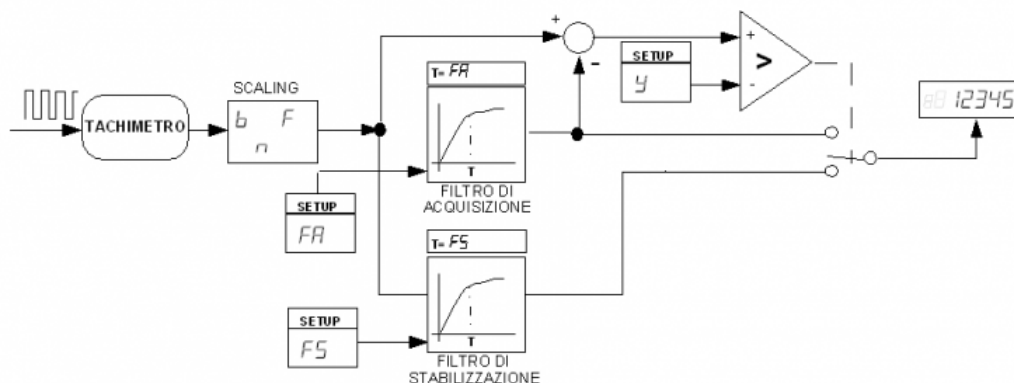 +
-
SETUP
y
+
>
-
T= FA
SCALING
TACHIMETRO
b F
n
12345
T
FILTRO DI
ACQUISIZIONE
SETUP
FA
T= FS
SETUP
FS
T
FILTRO DI
STABILIZZAZIONE